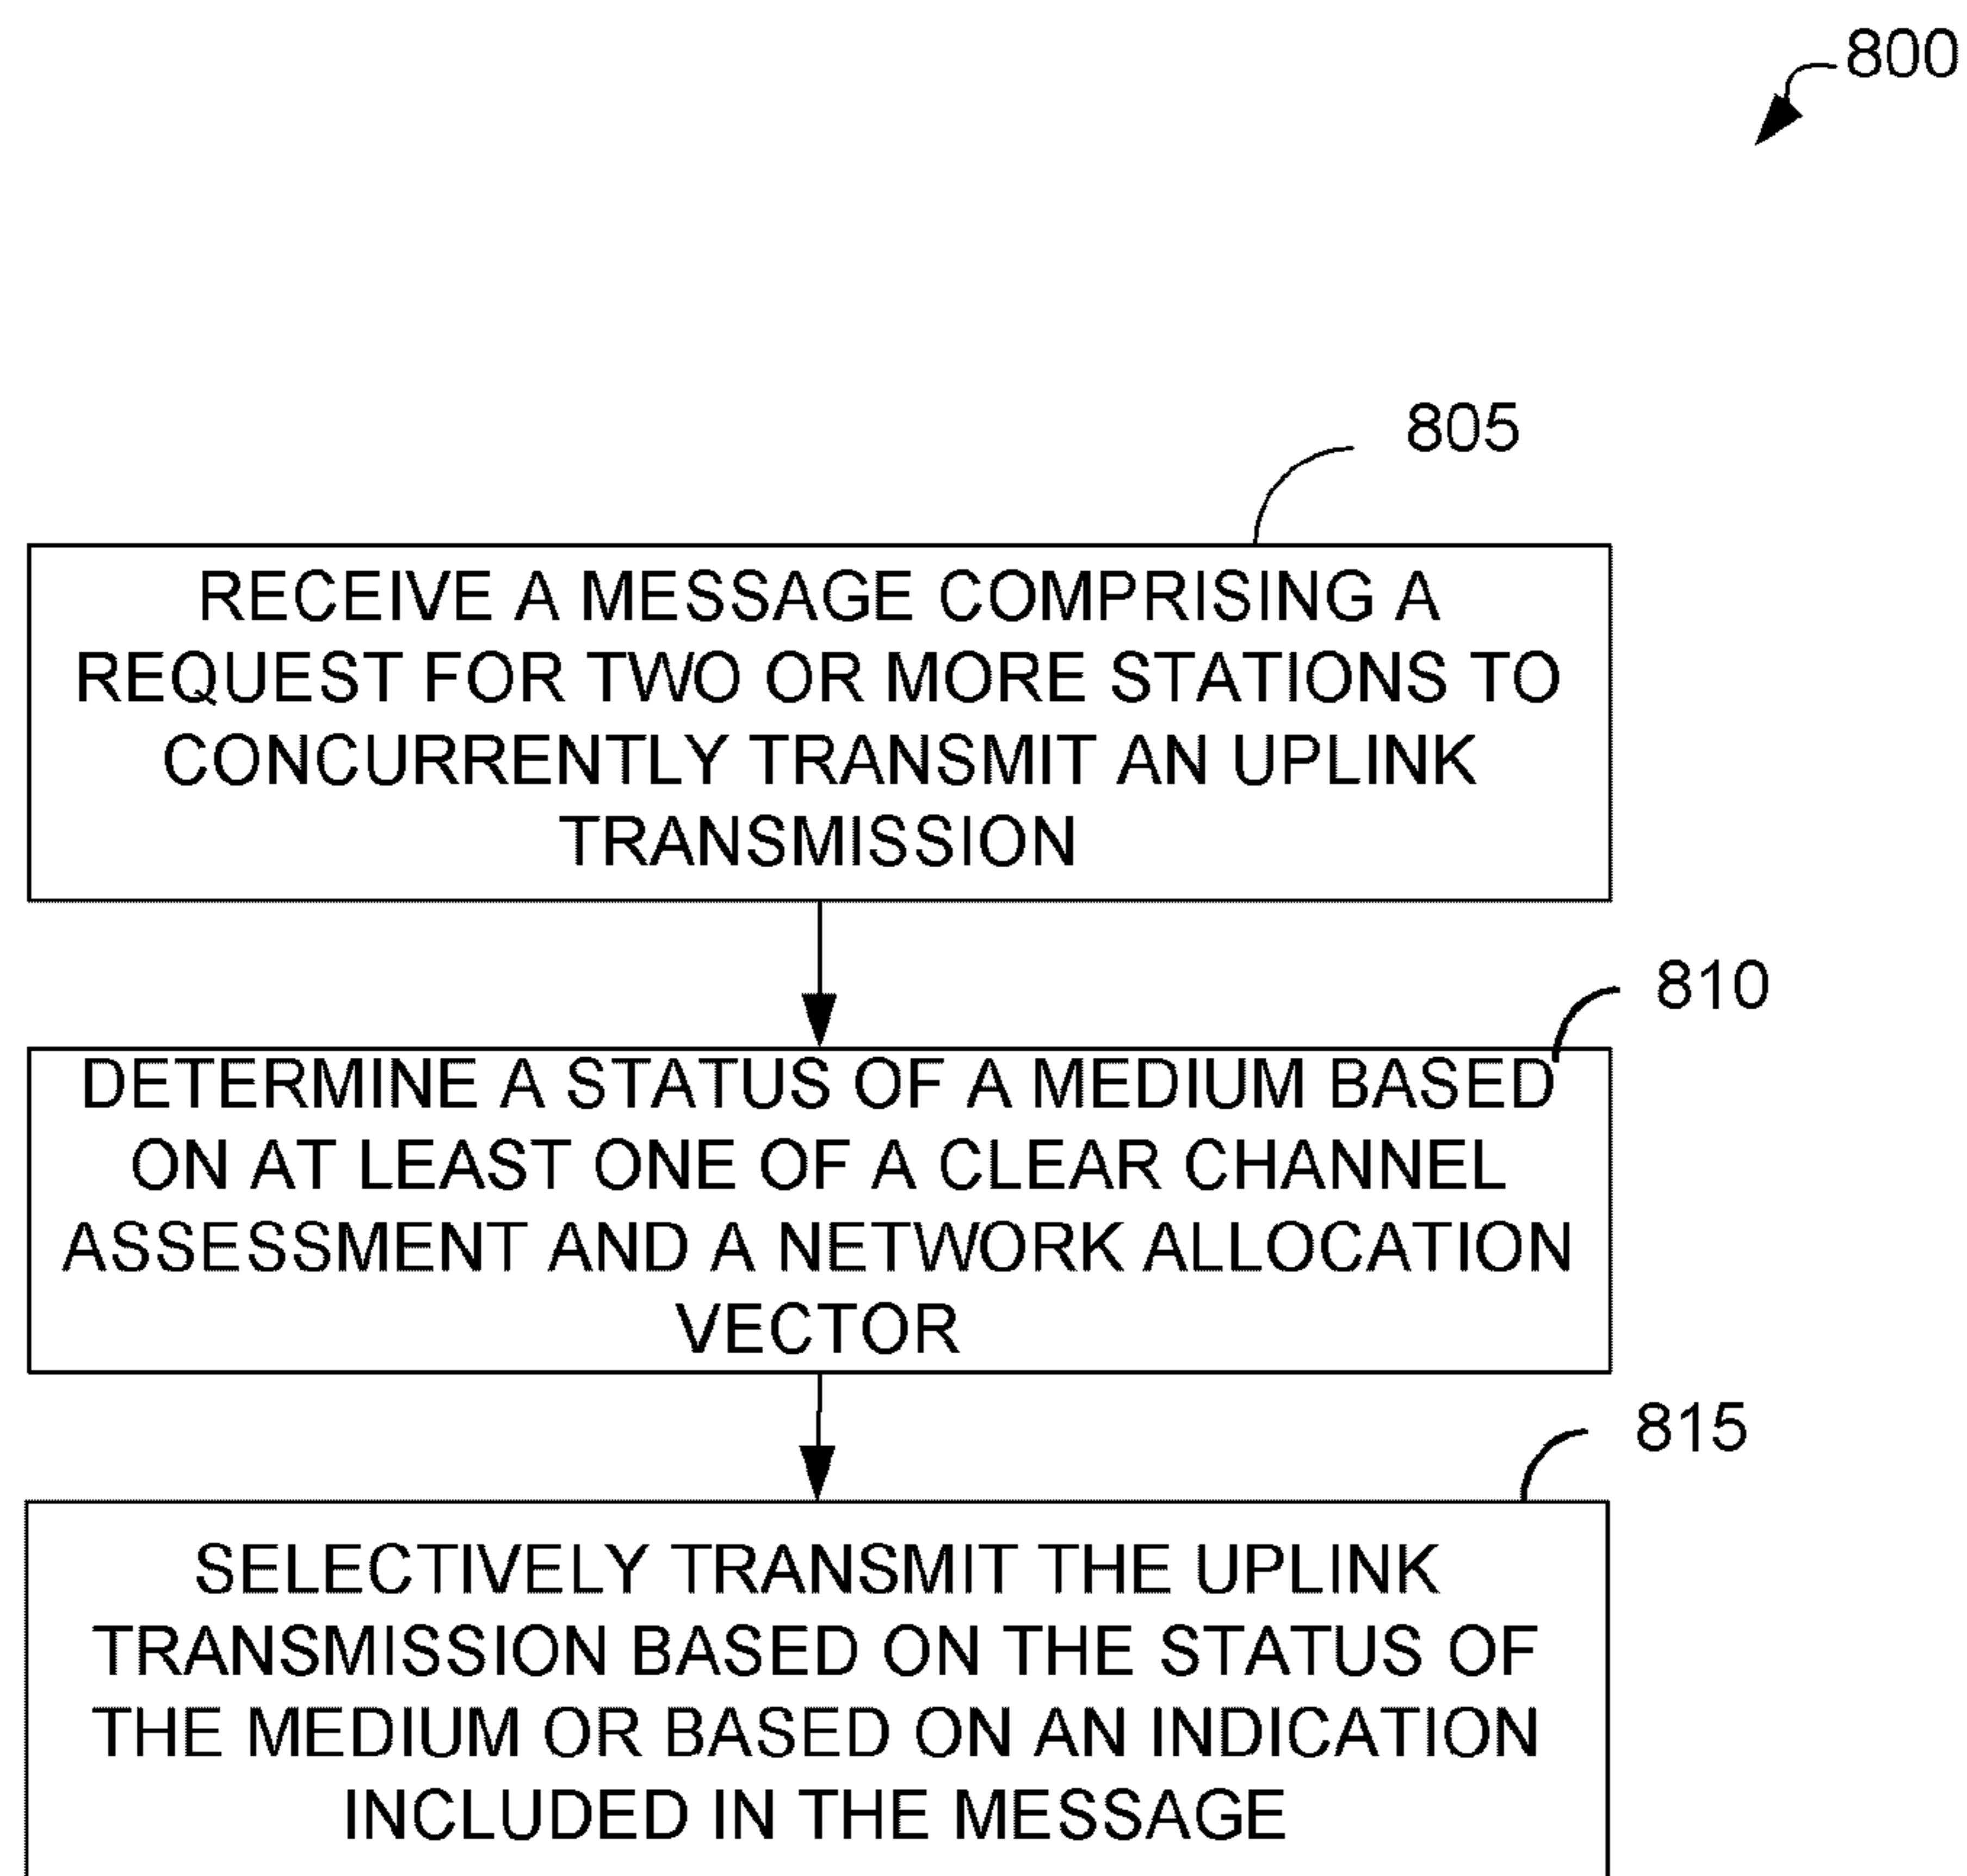 800
805
RECEIVE A MESSAGE COMPRISING A
REQUEST FOR TWO OR MORE STATIONS TO
CONCURRENTLY TRANSMIT AN UPLINK
TRANSMISSION
810
DETERMINE A STATUS OF A MEDIUM BASED
ON AT LEAST ONE OF A CLEAR CHANNEL
ASSESSMENT AND A NETWORK ALLOCATION
VECTOR
815
SELECTIVELY TRANSMIT THE UPLINK
TRANSMISSION BASED ON THE STATUS OF
THE MEDIUM OR BASED ON AN INDICATION
INCLUDED IN THE MESSAGE